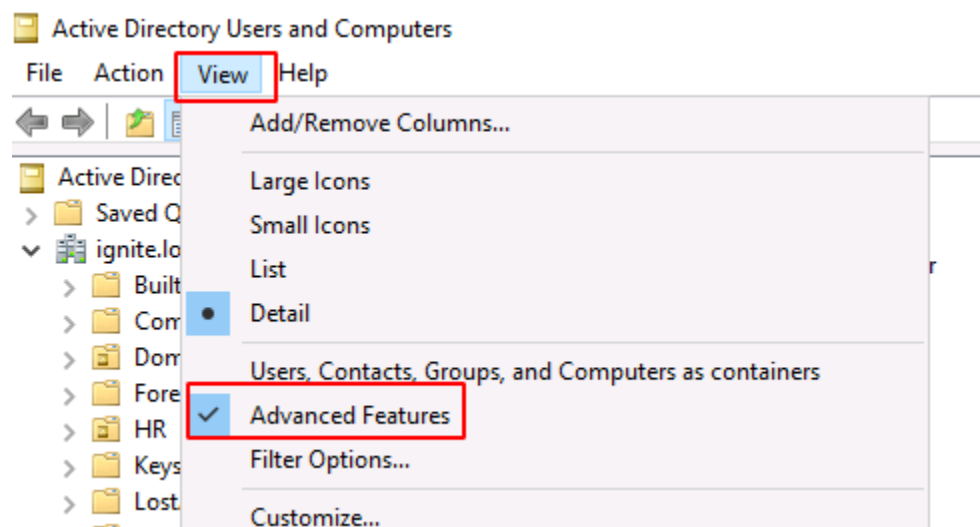 Active Directory Users and Computers
File Action View Help
Add/Remove Columns...
Active Direc
Large Icons
Saved Q
Small Icons
ignite.lo
List
r
Built
Com
Detail
Dom
Users, Contacts, Groups, and Computers as containers
Fore
Advanced Features
HR
Filter Options...
Keys
Lost
Customize...